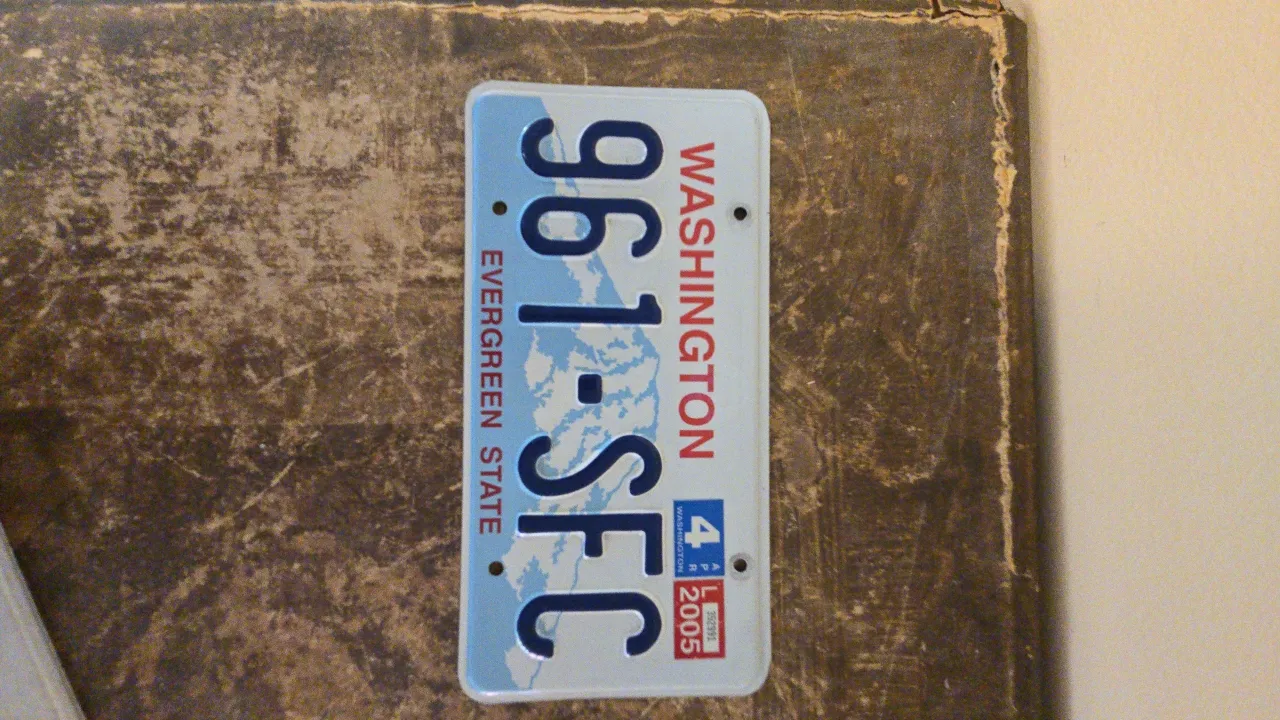 WASHINGTON
4
APR
WASHINGTON
L
2005
961-SFC
EVERGREEN STATE